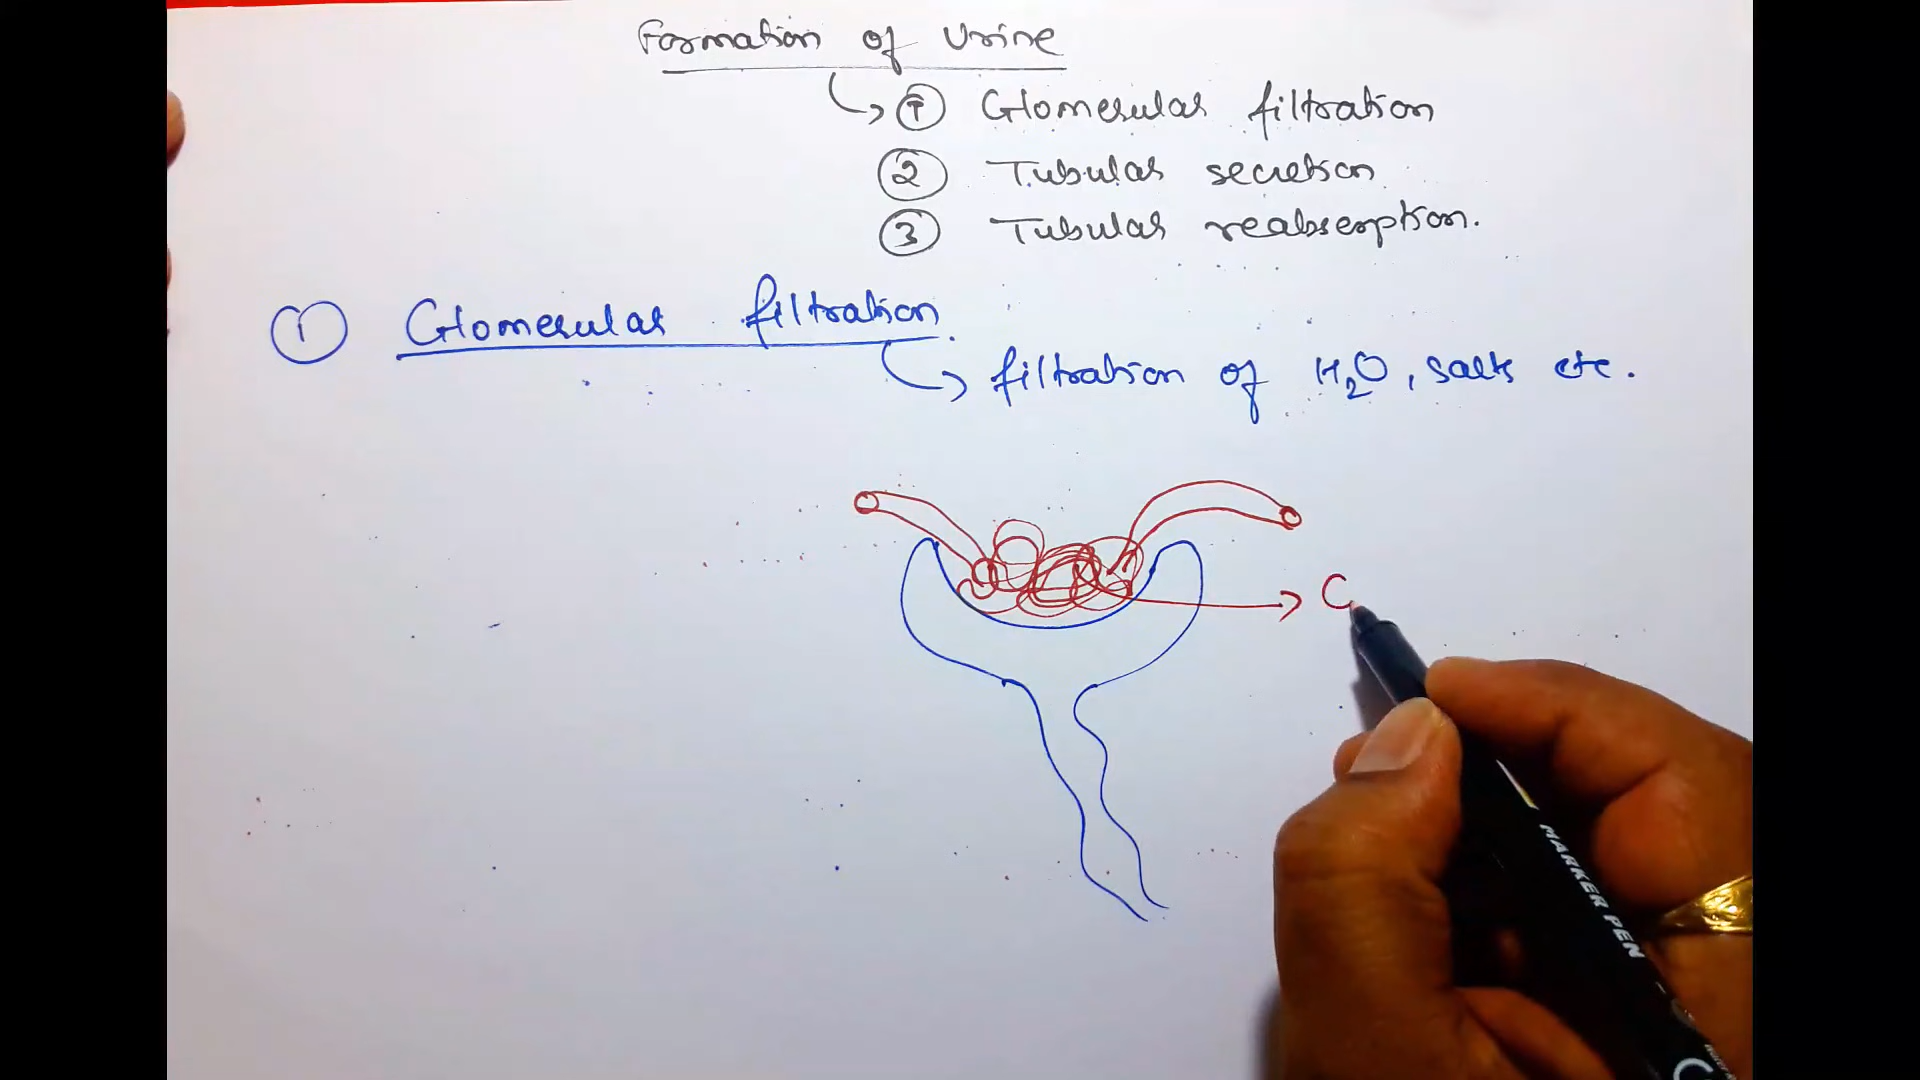 Formation of Urine
① Glomerular filtration
② Tubular secretion
③ Tubular reabsorption.
① Glomerular filtration.
filtration of H₂O, salts etc.
C
MARKER PEN